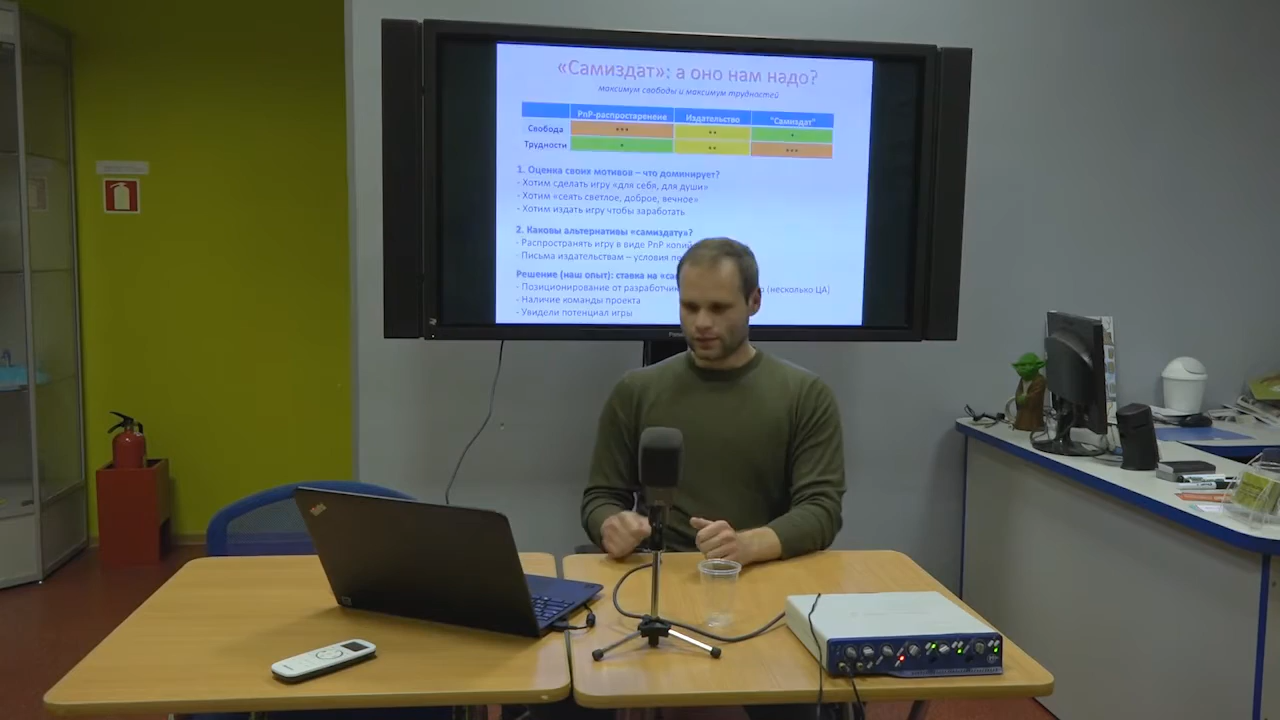 «Самиздат»: а оно нам надо?
максимум свободы и максимум трудностей
PnP-распространене Издательство "Самиздат"
Свобода *** ** *
Трудности * ** ***
1. Оценка своих мотивов – что доминирует?
- Хотим сделать игру «для себя, для души»
- Хотим «сеять светлое, доброе, вечное»
- Хотим издать игру чтобы заработать
2. Каковы альтернативы «самиздату»?
- Распространять игру в виде PnP копий
- Письма издательствам – условия
Решение (наш опыт): ставка на
- Позиционирование от (несколько ЦА)
- Наличие команды проекта
- Увидели потенциал игры
ThinkPad